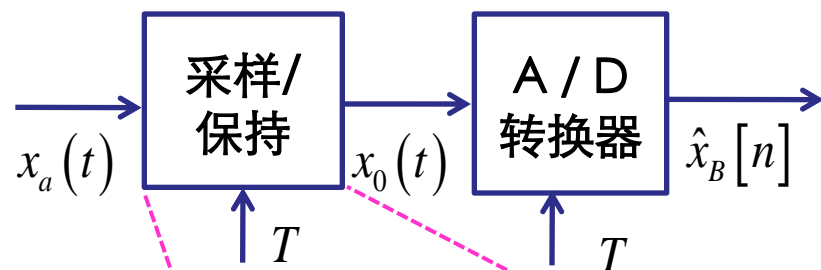 采样/
保持
A / D
转换器
x_a(t)
x_0(t)
x̂_B[n]
T
T